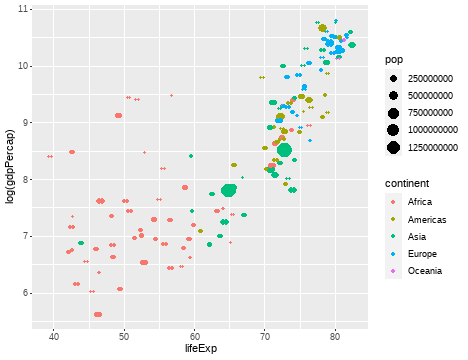 11
10
9
8
7
6
log(gdpPercap)
40
50
60
70
80
lifeExp
pop
250000000
500000000
750000000
1000000000
1250000000
continent
Africa
Americas
Asia
Europe
Oceania